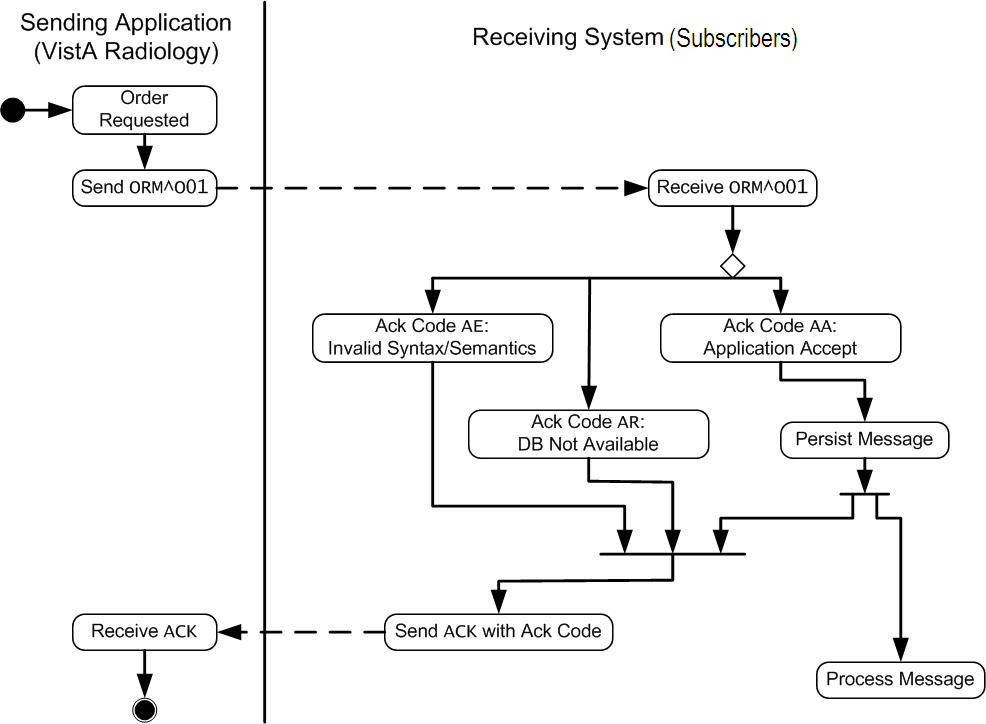 Sending Application
(VistA Radiology)
Receiving System (Subscribers)
Order
Requested
Send ORM^O01
Receive ORM^O01
Ack Code AE:
Invalid Syntax/Semantics
Ack Code AA:
Application Accept
Ack Code AR:
DB Not Available
Persist Message
Receive ACK
Send ACK with Ack Code
Process Message